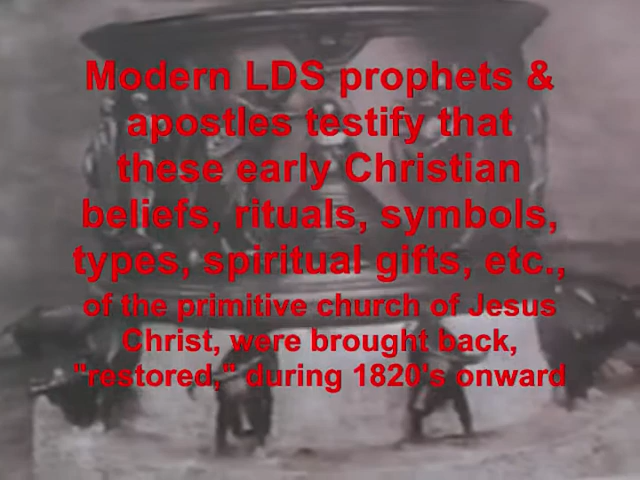 Modern LDS prophets &
apostles testify that
these early Christian
beliefs, rituals, symbols,
types, spiritual gifts, etc.,
of the primitive church of Jesus
Christ, were brought back,
"restored," during 1820's onward